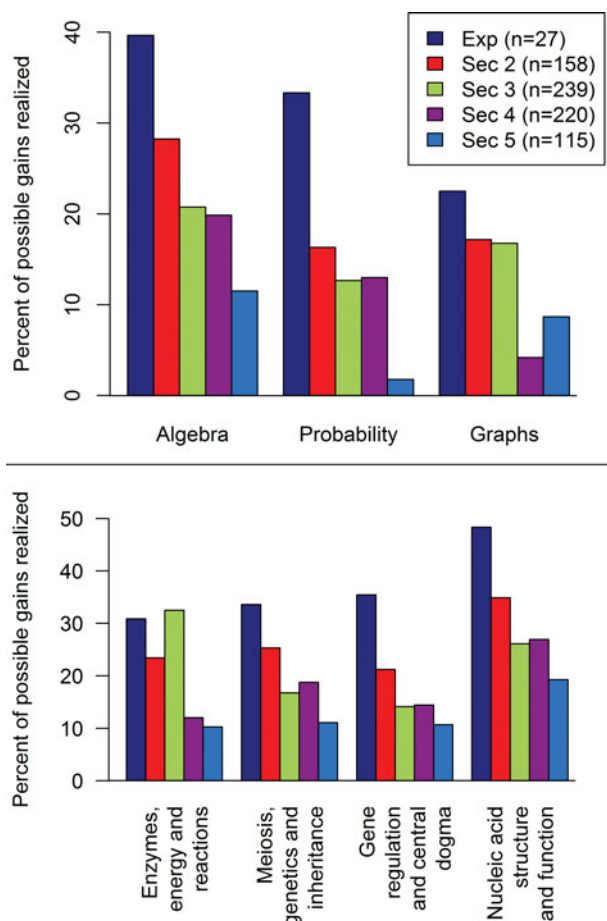 Percent of possible gains realized
40
30
20
10
0
Exp (n=27)
Sec 2 (n=158)
Sec 3 (n=239)
Sec 4 (n=220)
Sec 5 (n=115)
Algebra
Probability
Graphs
Percent of possible gains realized
50
40
30
20
10
0
Enzymes,
energy and
reactions
Meiosis,
genetics and
inheritance
Gene
regulation
and central
dogma
Nucleic acid
structure
and function